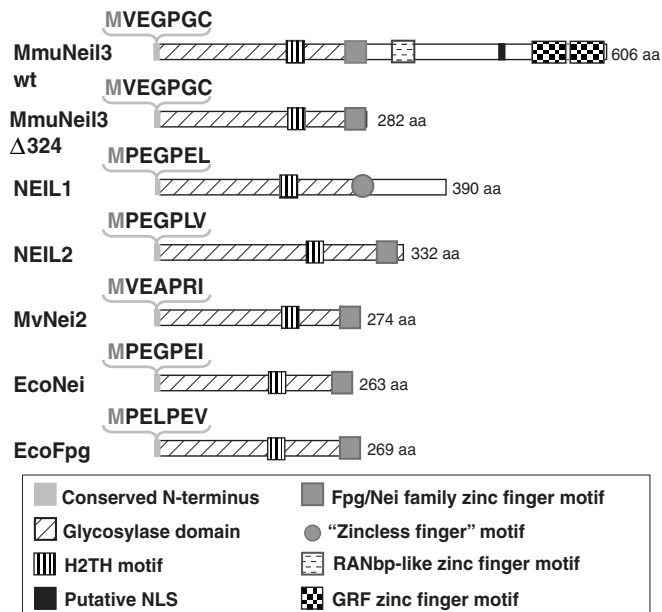 MVEGPGC
MmuNeil3 wt
606 aa
MVEGPGC
MmuNeil3 Δ324
282 aa
MPEGPEL
NEIL1
390 aa
MPEGPLV
NEIL2
332 aa
MVEAPRI
MvNei2
274 aa
MPEGPEI
EcoNei
263 aa
MPELPEV
EcoFpg
269 aa
Conserved N-terminus
Fpg/Nei family zinc finger motif
Glycosylase domain
“Zincless finger” motif
H2TH motif
RANbp-like zinc finger motif
Putative NLS
GRF zinc finger motif